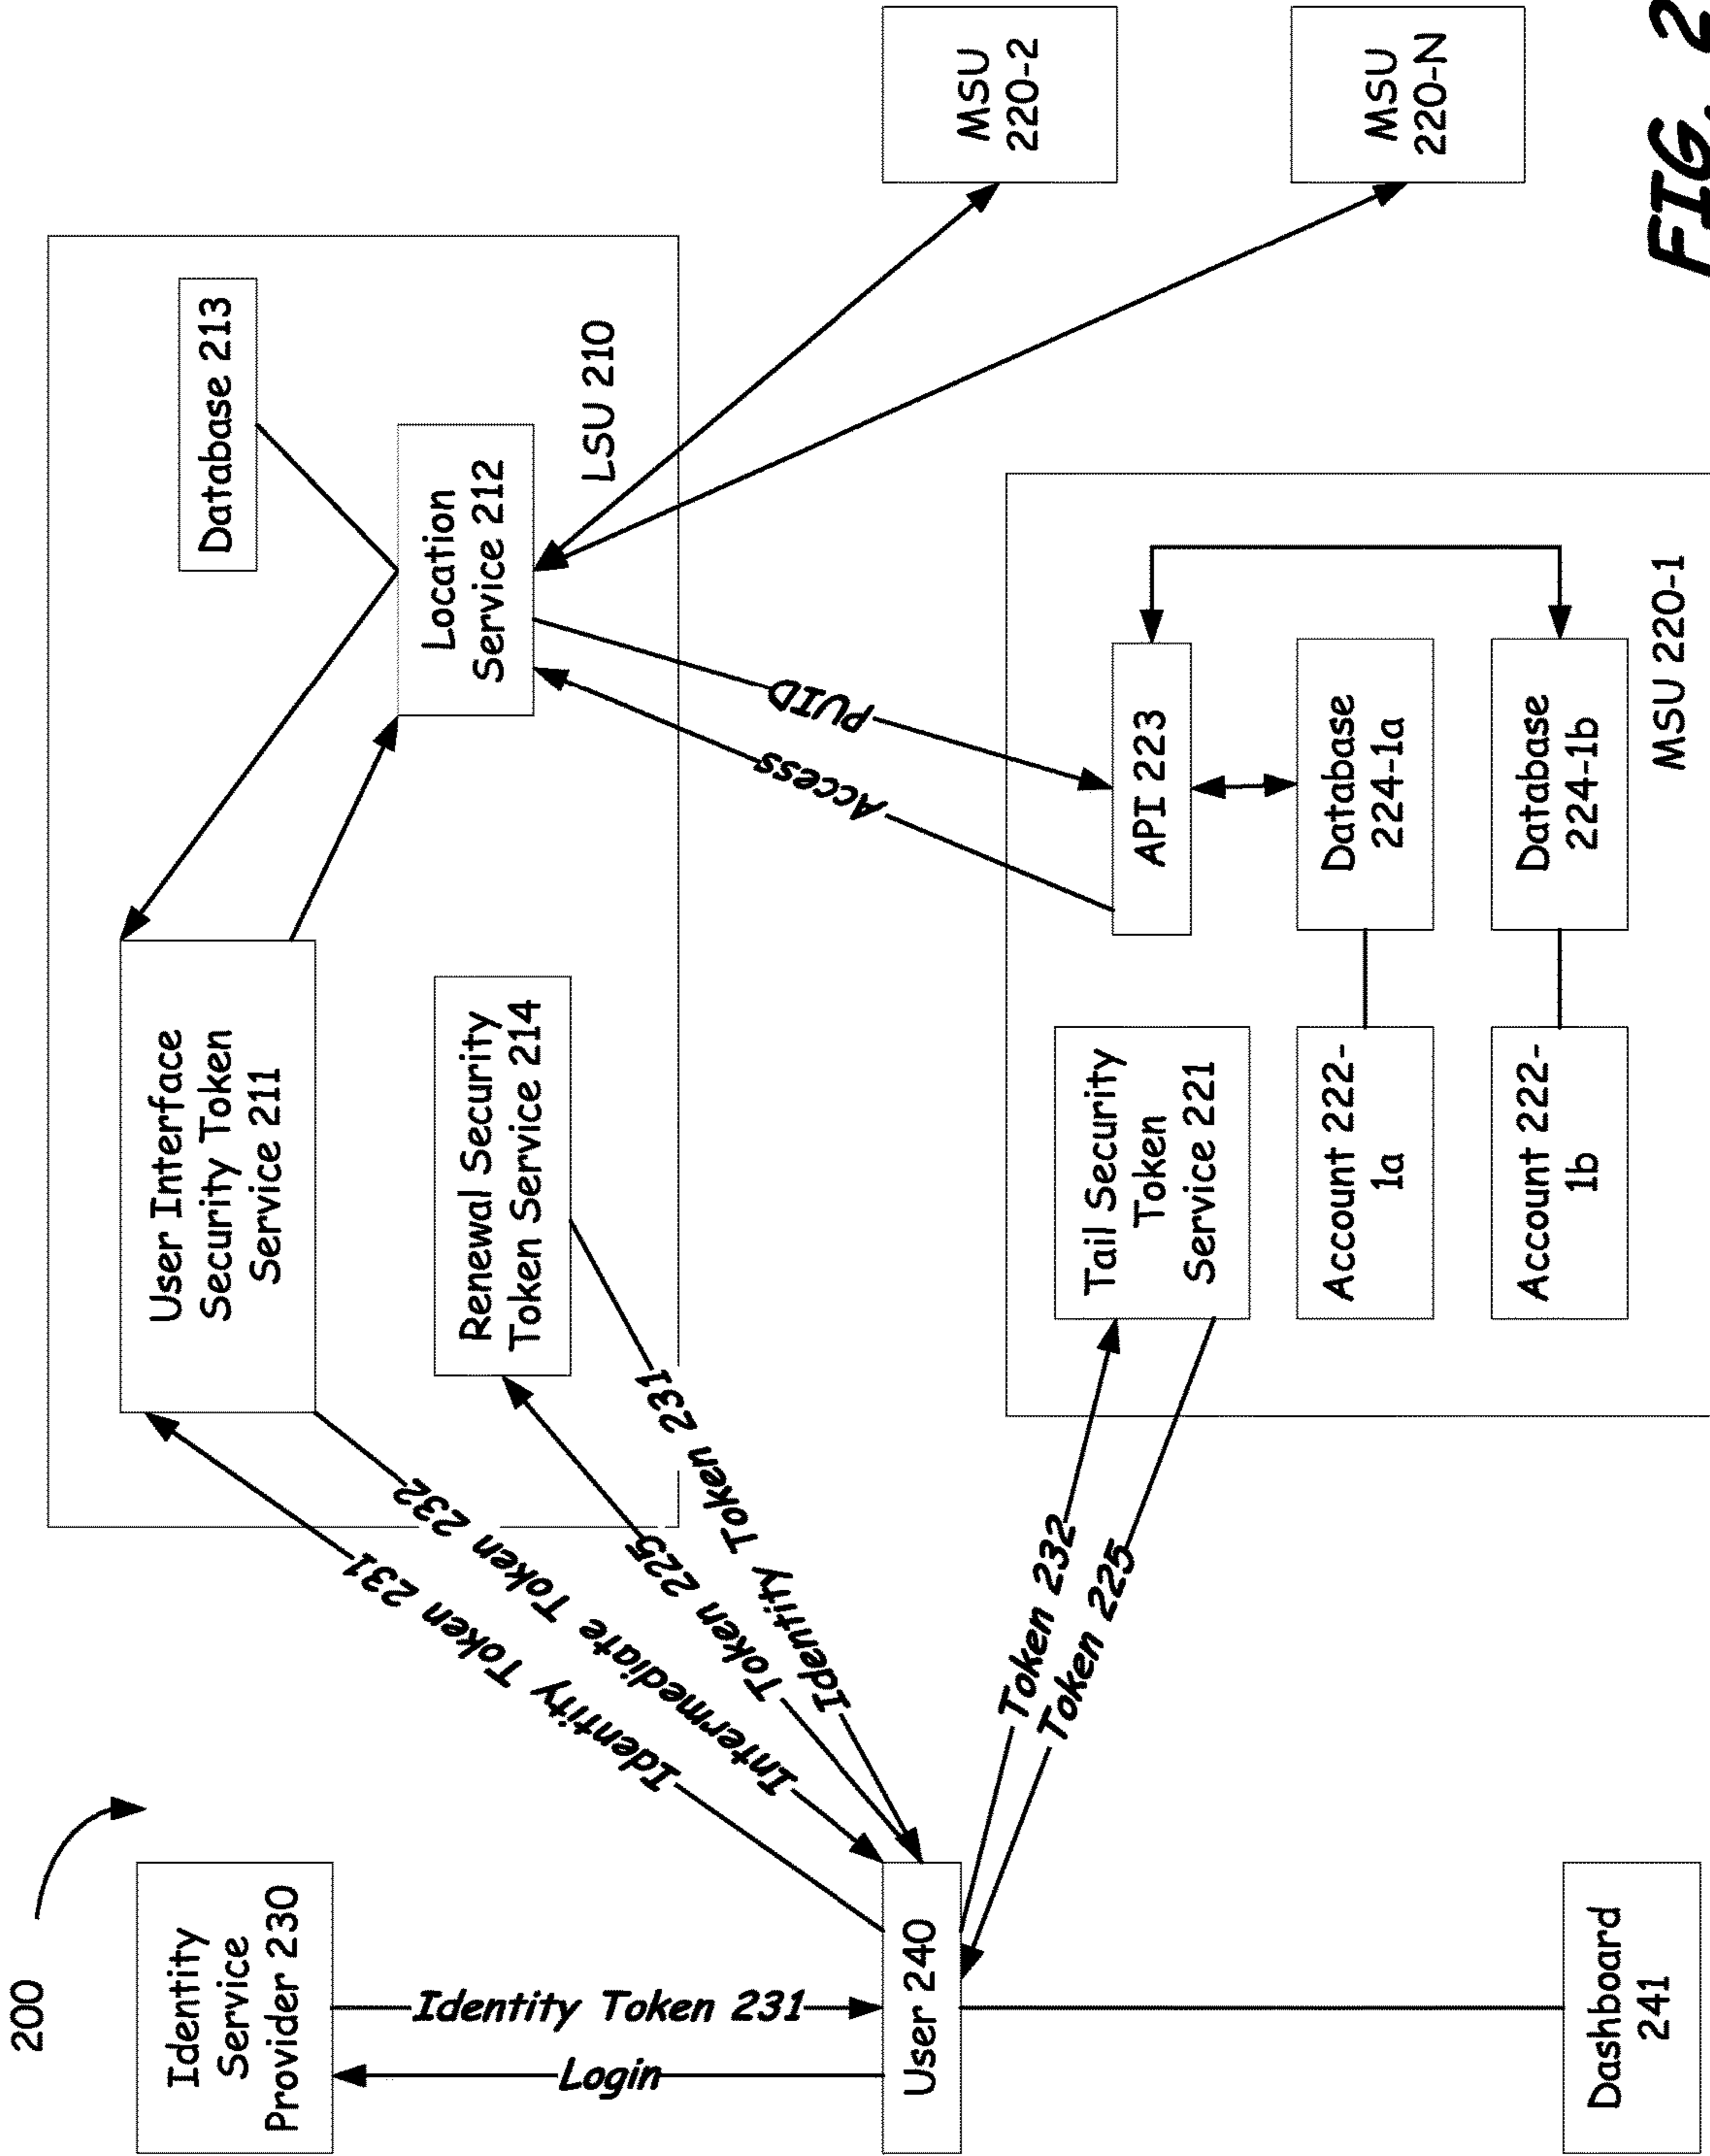 200
Identity
Service
Provider 230
Login
Identity Token 231
User 240
Dashboard
241
Identity Token 231
Intermediate Token 232
Token 225
Identity Token 231
Token 232
Token 225
User Interface
Security Token
Service 211
Renewal Security
Token Service 214
Database 213
Location
Service 212
LSU 210
Access
PUID
Tail Security
Token
Service 221
API 223
Account 222-
1a
Database
224-1a
Account 222-
1b
Database
224-1b
MSU 220-1
MSU
220-2
MSU
220-N
FIG. 2